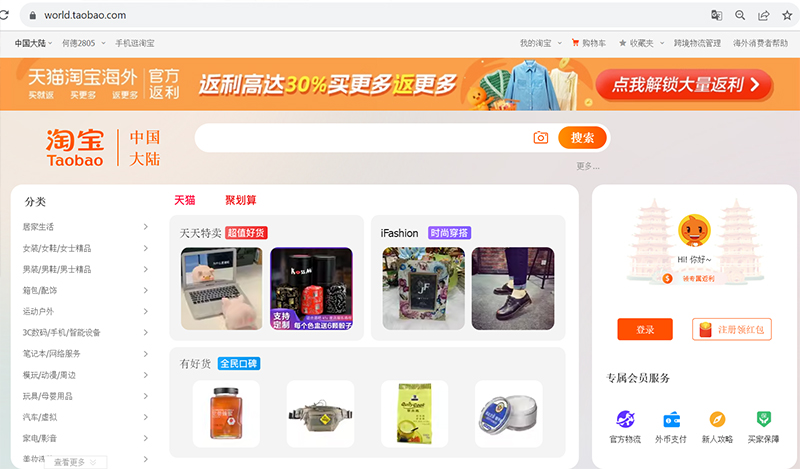 world.taobao.com
中国大陆 何德2805 手机逛淘宝 我的淘宝 购物车 收藏夹 跨境物流管理 海外消费者帮助
天猫淘宝海外 官方返利
买就返 买更多 返更多
返利高达30%买更多返更多
点我解锁大量返利
淘宝
Taobao
中国大陆
搜索
更多...
分类
居家生活
女装/女鞋/女士精品
男装/男鞋/男士精品
箱包/配饰
运动户外
3C数码/手机/智能设备
笔记本/网络服务
模玩/动漫/周边
玩具/母婴用品
汽车/虚拟
家电/影音
查看更多
天猫 聚划算
天天特卖 超值好货
支持定制
每个色盅送6颗骰子
iFashion 时尚穿搭
有好货 全民口碑
Hi! 你好~
登录
注册领红包
专属会员服务
官方物流 外币支付 新人攻略 买家保障